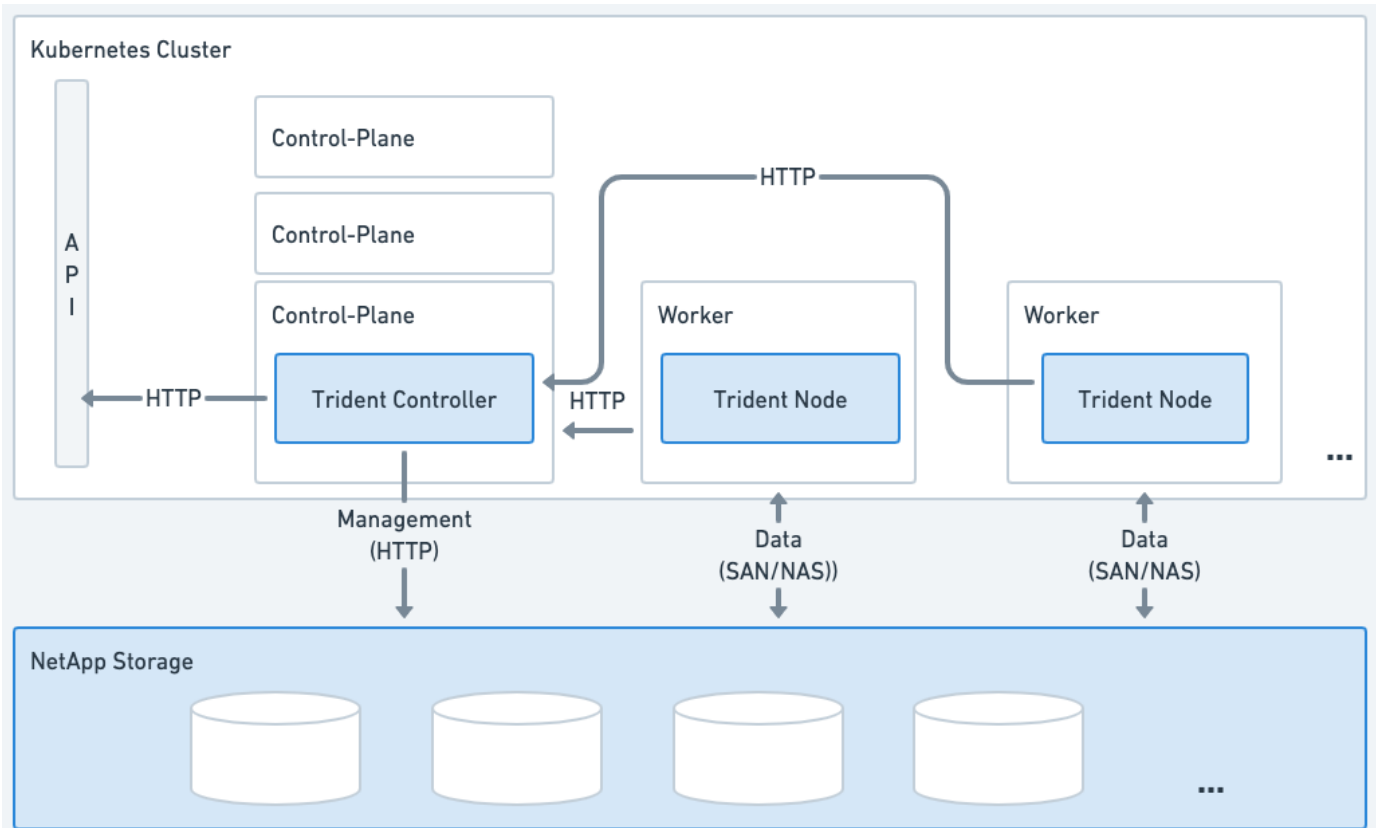 Kubernetes Cluster
A
P
I
Control-Plane
Control-Plane
Control-Plane
Trident Controller
HTTP
HTTP
HTTP
Worker
Trident Node
Worker
Trident Node
...
Management
(HTTP)
Data
(SAN/NAS))
Data
(SAN/NAS)
NetApp Storage
...